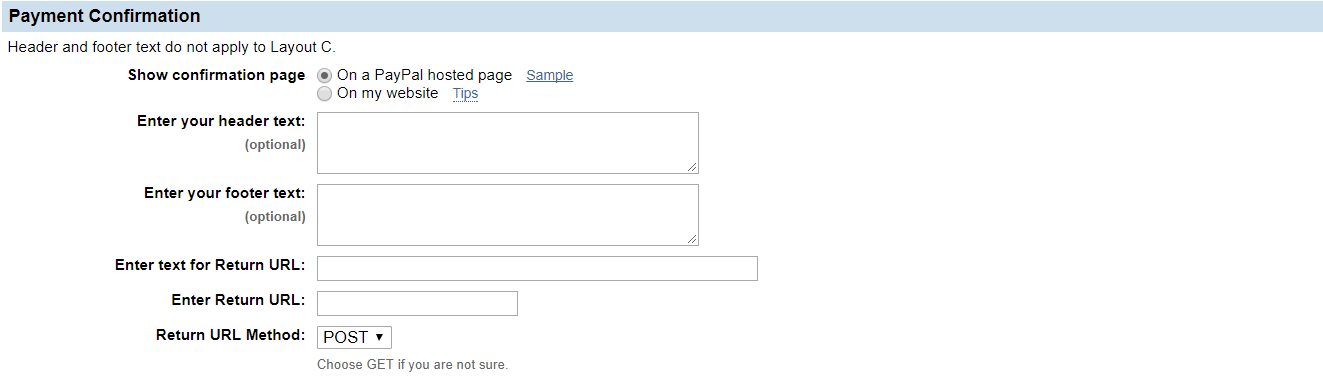 Payment Confirmation
Header and footer text do not apply to Layout C.
Show confirmation page On a PayPal hosted page Sample
On my website Tips
Enter your header text:
(optional)
Enter your footer text:
(optional)
Enter text for Return URL:
Enter Return URL:
Return URL Method: POST
Choose GET if you are not sure.